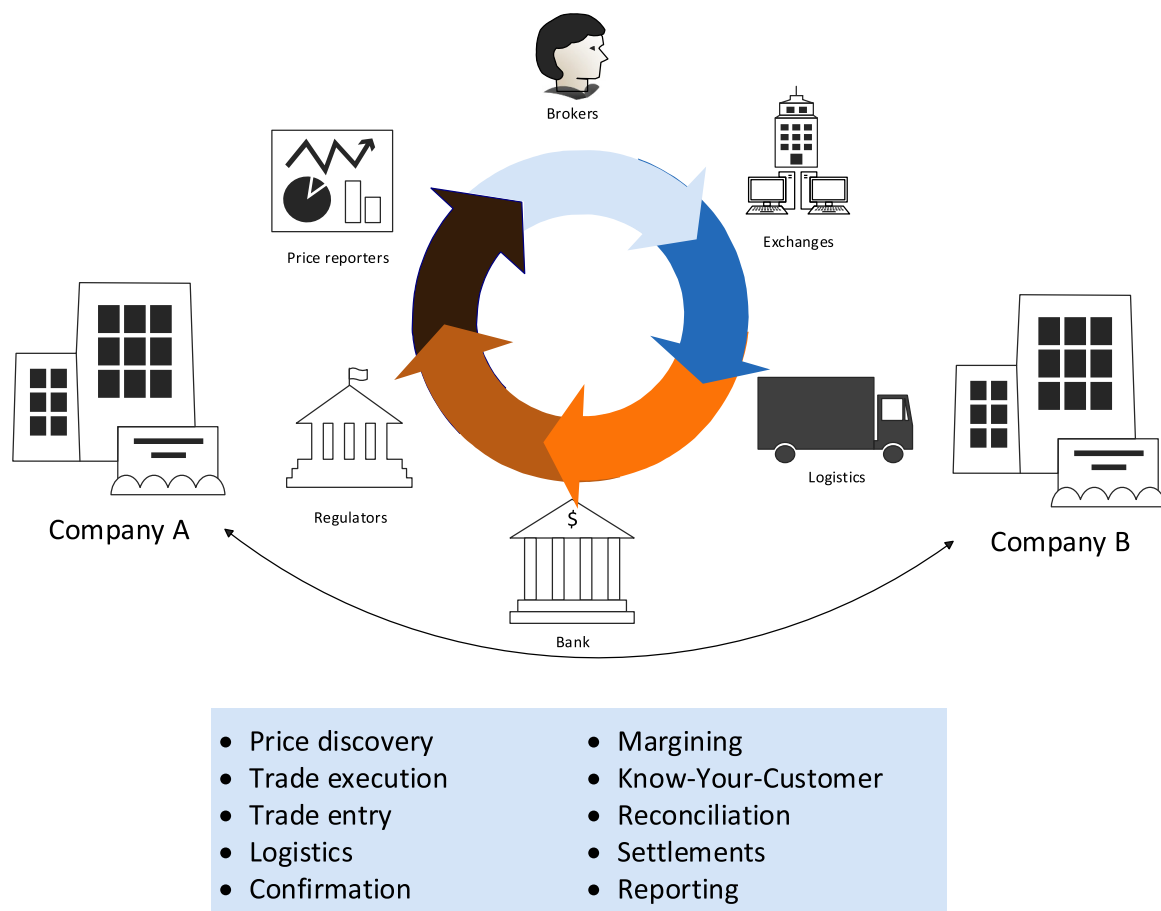 Brokers
Exchanges
Price reporters
Logistics
Regulators
$
Company A
Company B
Bank
• Price discovery
• Trade execution
• Trade entry
• Logistics
• Confirmation
• Margining
• Know-Your-Customer
• Reconciliation
• Settlements
• Reporting